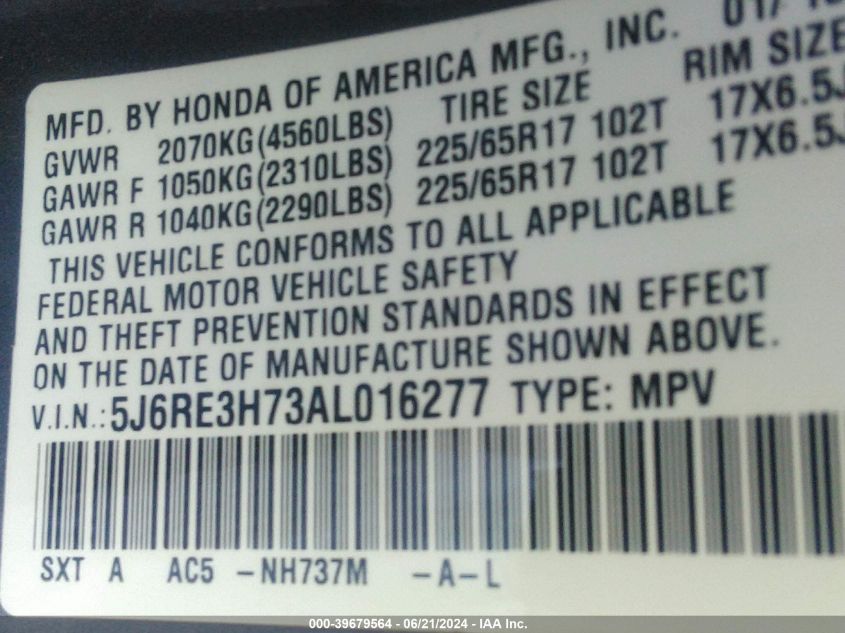 MFD. BY HONDA OF AMERICA MFG., INC. 01/
GVWR 2070KG(4560LBS) TIRE SIZE RIM SIZE
GAWR F 1050KG(2310LBS) 225/65R17 102T 17X6.5J
GAWR R 1040KG(2290LBS) 225/65R17 102T 17X6.5J
THIS VEHICLE CONFORMS TO ALL APPLICABLE
FEDERAL MOTOR VEHICLE SAFETY
AND THEFT PREVENTION STANDARDS IN EFFECT
ON THE DATE OF MANUFACTURE SHOWN ABOVE.
V.I.N.: 5J6RE3H73AL016277 TYPE: MPV
SXT A AC5 -NH737M -A-L
000-39679564 - 06/21/2024 - IAA Inc.